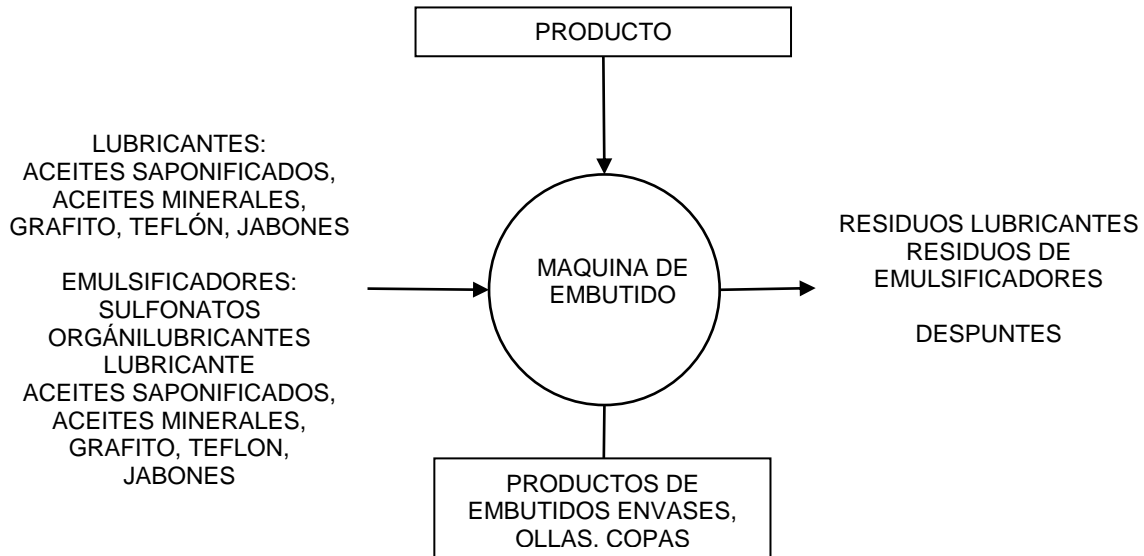 PRODUCTO
LUBRICANTES:
ACEITES SAPONIFICADOS,
ACEITES MINERALES,
GRAFITO, TEFLÓN, JABONES
EMULSIFICADORES:
SULFONATOS
ORGÁNILUBRICANTES
LUBRICANTE
ACEITES SAPONIFICADOS,
ACEITES MINERALES,
GRAFITO, TEFLON,
JABONES
MAQUINA DE
EMBUTIDO
RESIDUOS LUBRICANTES
RESIDUOS DE
EMULSIFICADORES
DESPUNTES
PRODUCTOS DE
EMBUTIDOS ENVASES,
OLLAS. COPAS